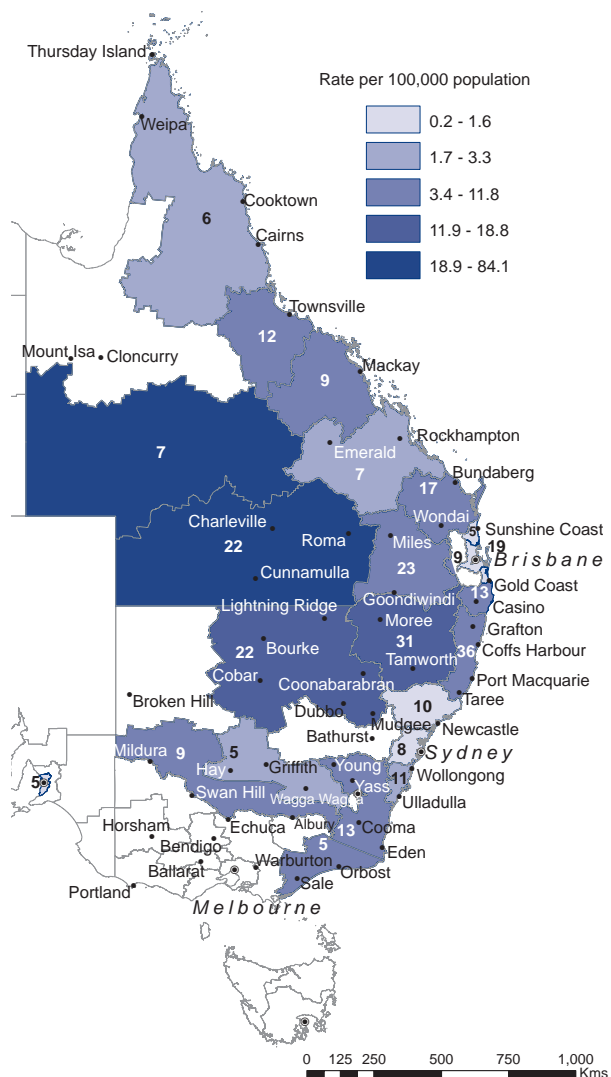 Thursday Island
Rate per 100,000 population
0.2 - 1.6
Weipa
1.7 - 3.3
3.4 - 11.8
Cooktown
6
11.9 - 18.8
Cairns
18.9 - 84.1
Townsville
12
Mount Isa
Cloncurry
Mackay
9
Rockhampton
Emerald
7
7
Bundaberg
17
Charleville
Wondai
5
Sunshine Coast
Roma
Miles
22
9
19
Brisbane
23
Cunnamulla
Gold Coast
13
Goondiwindi
Casino
Lightning Ridge
Moree
Grafton
31
22
Bourke
36
Coffs Harbour
Tamworth
Cobar
Coonabarabran
Port Macquarie
Taree
Broken Hill
10
Dubbo
Mudgee
Newcastle
Bathurst
8
Sydney
Mildura
9
5
Young
Hay
Griffith
11
Wollongong
5
Yass
Swan Hill
Wagga Wagga
Ulladulla
Horsham
Echuca
Albury
13
Cooma
Bendigo
5
Eden
Ballarat
Warburton
Orbost
Portland
Sale
Melbourne
0 125 250 500 750 1,000
Kms